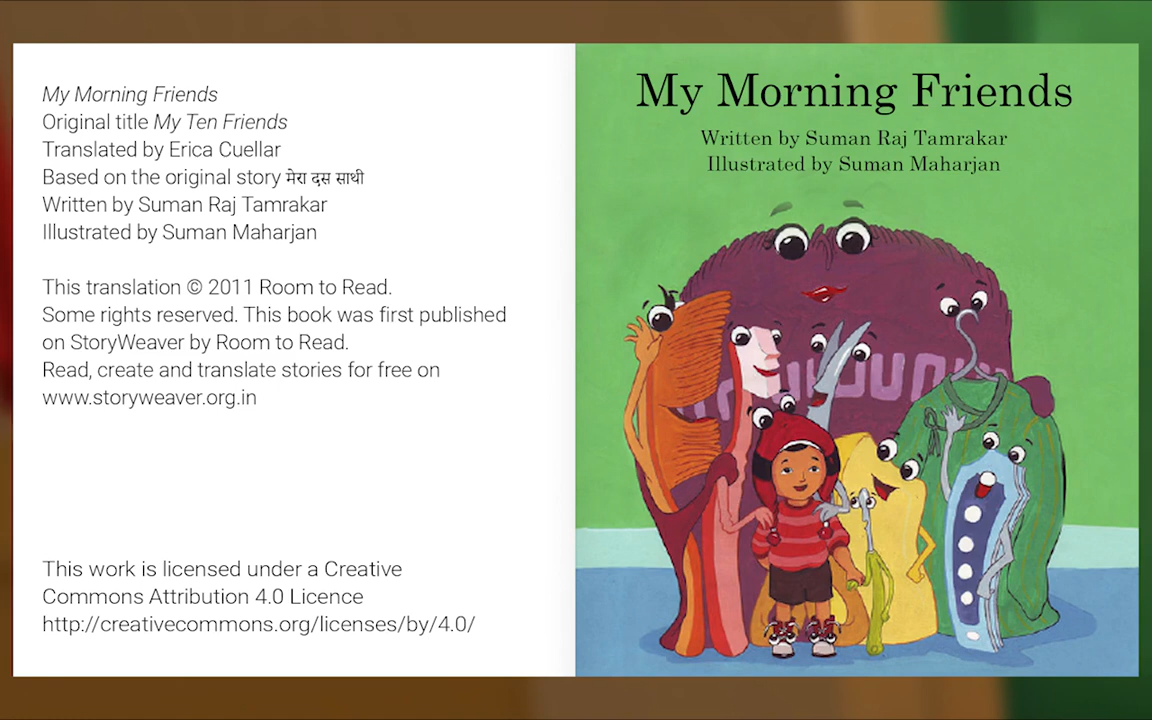 My Morning Friends
Original title My Ten Friends
Translated by Erica Cuellar
Based on the original story मेरा दस साथी
Written by Suman Raj Tamrakar
Illustrated by Suman Maharjan
This translation © 2011 Room to Read.
Some rights reserved. This book was first published
on StoryWeaver by Room to Read.
Read, create and translate stories for free on
www.storyweaver.org.in
This work is licensed under a Creative
Commons Attribution 4.0 Licence
http://creativecommons.org/licenses/by/4.0/
My Morning Friends
Written by Suman Raj Tamrakar
Illustrated by Suman Maharjan